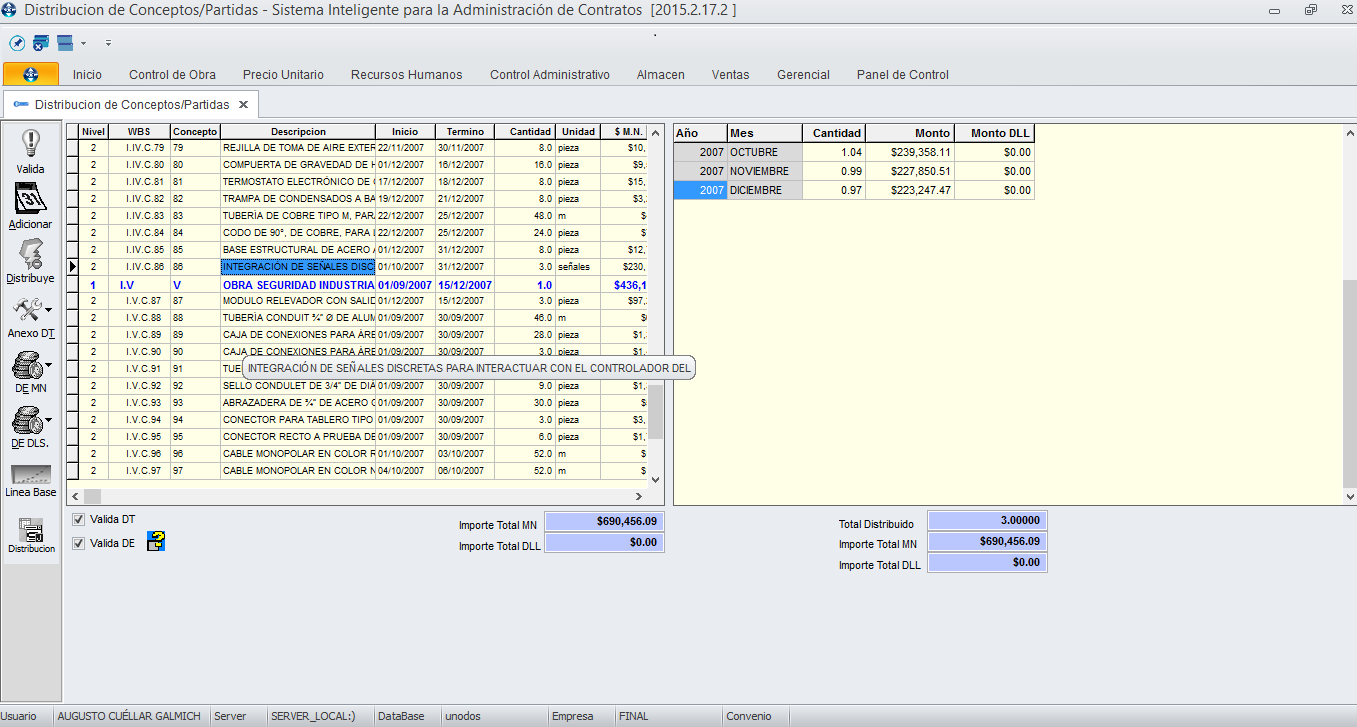 Distribucion de Conceptos/Partidas - Sistema Inteligente para la Administración de Contratos [2015.2.17.2 ]
Inicio Control de Obra Precio Unitario Recursos Humanos Control Administrativo Almacen Ventas Gerencial Panel de Control
Distribucion de Conceptos/Partidas
Valida
Adicionar
Distribuye
Anexo DT
DE MN
DE DLS.
Linea Base
Distribucion
Nivel WBS Concepto Descripcion Inicio Termino Cantidad Unidad $ M.N.
2 I.IV.C.79 79 REJILLA DE TOMA DE AIRE EXTER 22/11/2007 30/11/2007 8.0 pieza $10,
2 I.IV.C.80 80 COMPUERTA DE GRAVEDAD DE 01/12/2007 16/12/2007 16.0 pieza $9,
2 I.IV.C.81 81 TERMOSTATO ELECTRÓNICO DE 17/12/2007 18/12/2007 8.0 pieza $15,
2 I.IV.C.82 82 TRAMPA DE CONDENSADOS A BA 19/12/2007 21/12/2007 8.0 pieza $3,
2 I.IV.C.83 83 TUBERÍA DE COBRE TIPO M, PARA 22/12/2007 25/12/2007 48.0 m
2 I.IV.C.84 84 CODO DE 90°, DE COBRE, PARA 22/12/2007 25/12/2007 24.0 pieza
2 I.IV.C.85 85 BASE ESTRUCTURAL DE ACERO 01/12/2007 31/12/2007 8.0 pieza $12,
2 I.IV.C.86 86 INTEGRACIÓN DE SEÑALES DISC 01/10/2007 31/12/2007 3.0 señales $230,
1 I.V V OBRA SEGURIDAD INDUSTRIA 01/09/2007 15/12/2007 1.0 $436,1
2 I.V.C.87 87 MODULO RELEVADOR CON SALID 01/12/2007 15/12/2007 3.0 pieza $97,
2 I.V.C.88 88 TUBERÍA CONDUIT ¾" Ø DE ALUM 01/09/2007 30/09/2007 46.0 m
2 I.V.C.89 89 CAJA DE CONEXIONES PARA ÁRE 01/09/2007 30/09/2007 28.0 pieza $1,
2 I.V.C.90 90 CAJA DE CONEXIONES PARA ÁRE 01/09/2007 30/09/2007 3.0 pieza $1,
2 I.V.C.91 91 TUE
INTEGRACIÓN DE SEÑALES DISCRETAS PARA INTERACTUAR CON EL CONTROLADOR DEL
2 I.V.C.92 92 SELLO CONDULET DE 3/4" DE DIÁ 01/09/2007 30/09/2007 9.0 pieza $1,
2 I.V.C.93 93 ABRAZADERA DE ¾" DE ACERO 01/09/2007 30/09/2007 30.0 pieza
2 I.V.C.94 94 CONECTOR PARA TABLERO TIPO 01/09/2007 30/09/2007 3.0 pieza $3,
2 I.V.C.95 95 CONECTOR RECTO A PRUEBA DE 01/09/2007 30/09/2007 6.0 pieza $1,
2 I.V.C.96 96 CABLE MONOPOLAR EN COLOR R 01/10/2007 03/10/2007 52.0 m $
2 I.V.C.97 97 CABLE MONOPOLAR EN COLOR N 04/10/2007 06/10/2007 52.0 m $
Año Mes Cantidad Monto Monto DLL
2007 OCTUBRE 1.04 $239,358.11 $0.00
2007 NOVIEMBRE 0.99 $227,850.51 $0.00
2007 DICIEMBRE 0.97 $223,247.47 $0.00
Valida DT
Valida DE
Importe Total MN $690,456.09
Importe Total DLL $0.00
Total Distribuido 3.00000
Importe Total MN $690,456.09
Importe Total DLL $0.00
Usuario AUGUSTO CUÉLLAR GALMICH Server SERVER_LOCAL:) DataBase unodos Empresa FINAL Convenio